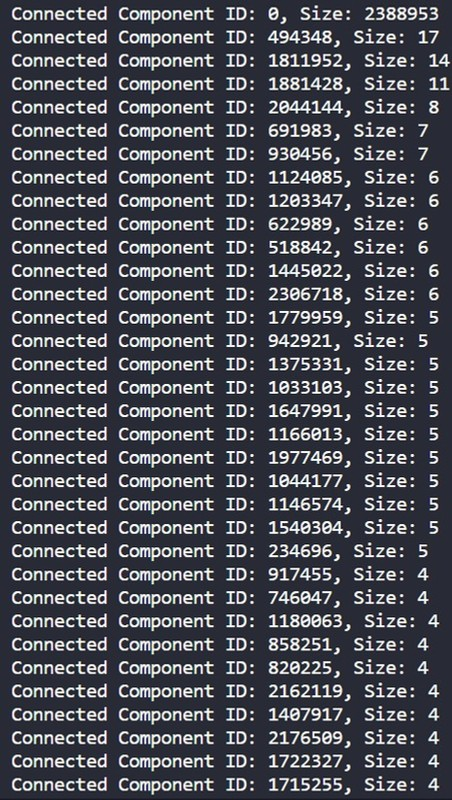 Connected Component ID: 0, Size: 2388953
Connected Component ID: 494348, Size: 17
Connected Component ID: 1811952, Size: 14
Connected Component ID: 1881428, Size: 11
Connected Component ID: 2044144, Size: 8
Connected Component ID: 691983, Size: 7
Connected Component ID: 930456, Size: 7
Connected Component ID: 1124085, Size: 6
Connected Component ID: 1203347, Size: 6
Connected Component ID: 622989, Size: 6
Connected Component ID: 518842, Size: 6
Connected Component ID: 1445022, Size: 6
Connected Component ID: 2306718, Size: 6
Connected Component ID: 1779959, Size: 5
Connected Component ID: 942921, Size: 5
Connected Component ID: 1375331, Size: 5
Connected Component ID: 1033103, Size: 5
Connected Component ID: 1647991, Size: 5
Connected Component ID: 1166013, Size: 5
Connected Component ID: 1977469, Size: 5
Connected Component ID: 1044177, Size: 5
Connected Component ID: 1146574, Size: 5
Connected Component ID: 1540304, Size: 5
Connected Component ID: 234696, Size: 5
Connected Component ID: 917455, Size: 4
Connected Component ID: 746047, Size: 4
Connected Component ID: 1180063, Size: 4
Connected Component ID: 858251, Size: 4
Connected Component ID: 820225, Size: 4
Connected Component ID: 2162119, Size: 4
Connected Component ID: 1407917, Size: 4
Connected Component ID: 2176509, Size: 4
Connected Component ID: 1722327, Size: 4
Connected Component ID: 1715255, Size: 4